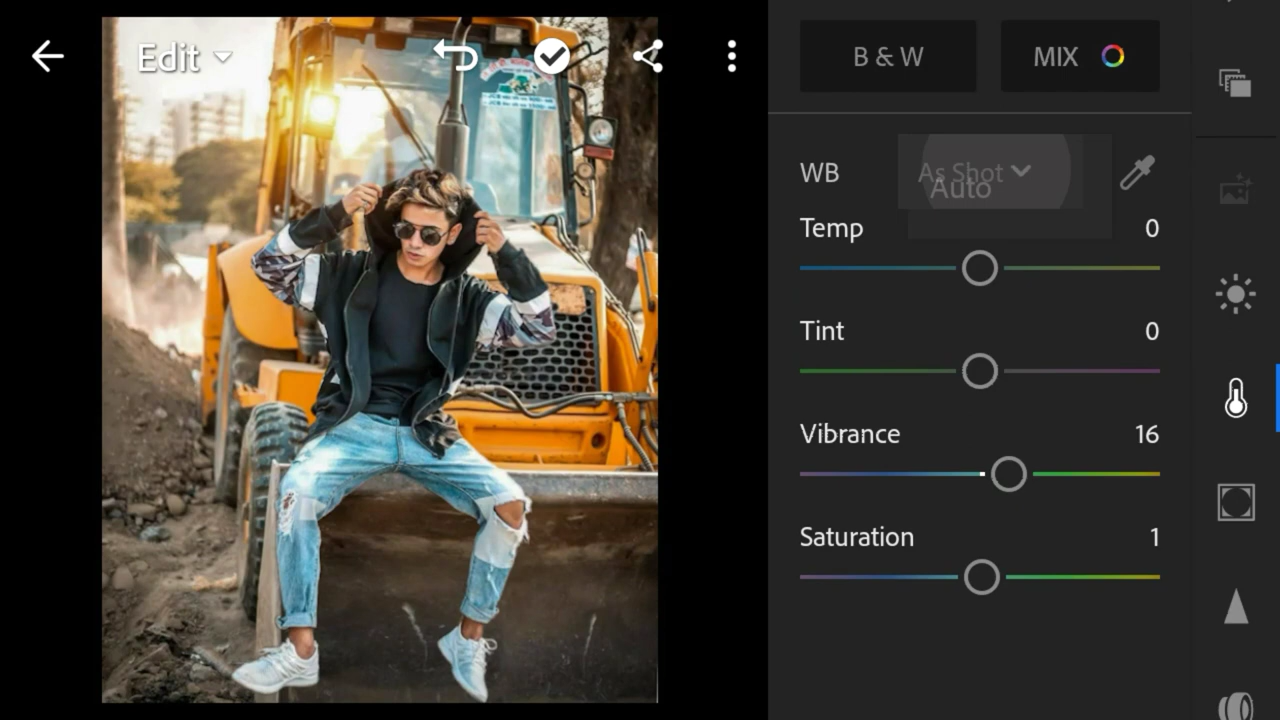 Edit
B & W
MIX
WB
As Shot
Auto
Temp
0
Tint
0
Vibrance
16
Saturation
1